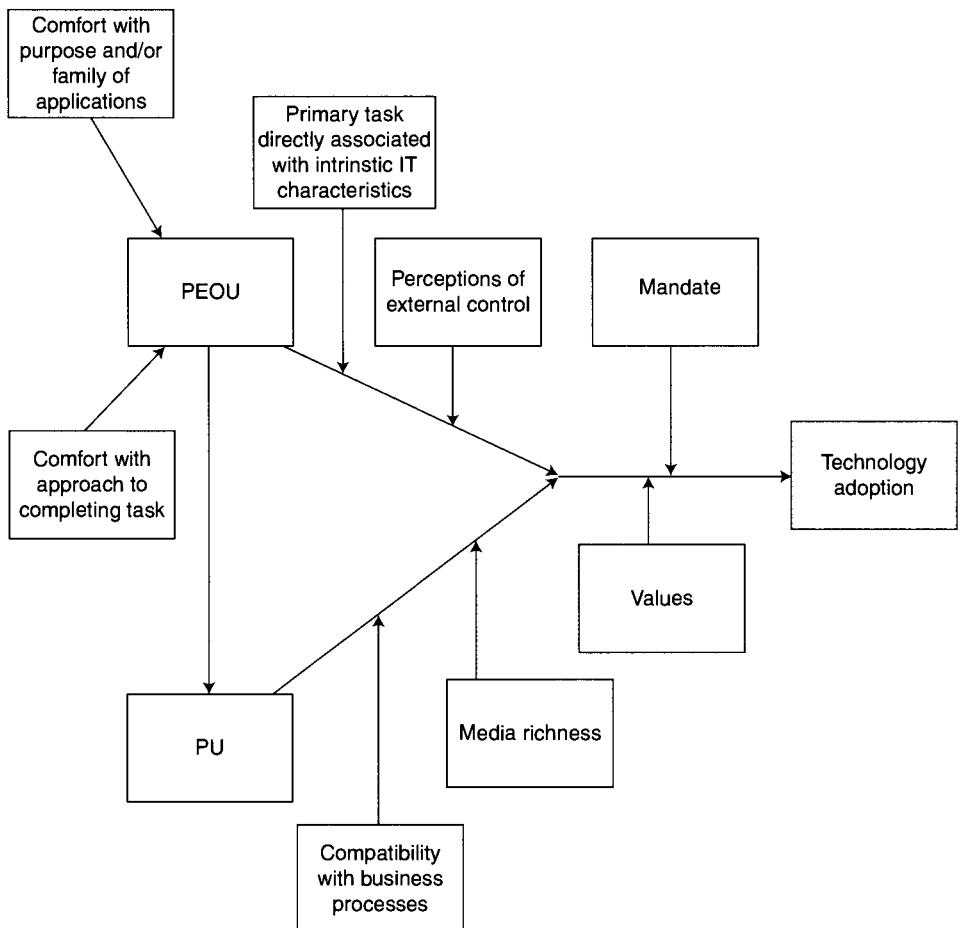 Comfort with
purpose and/or
family of
applications
Primary task
directly associated
with intrinstic IT
characteristics
PEOU
Perceptions of
external control
Mandate
Comfort with
approach to
completing task
Technology
adoption
Values
PU
Media richness
Compatibility
with business
processes